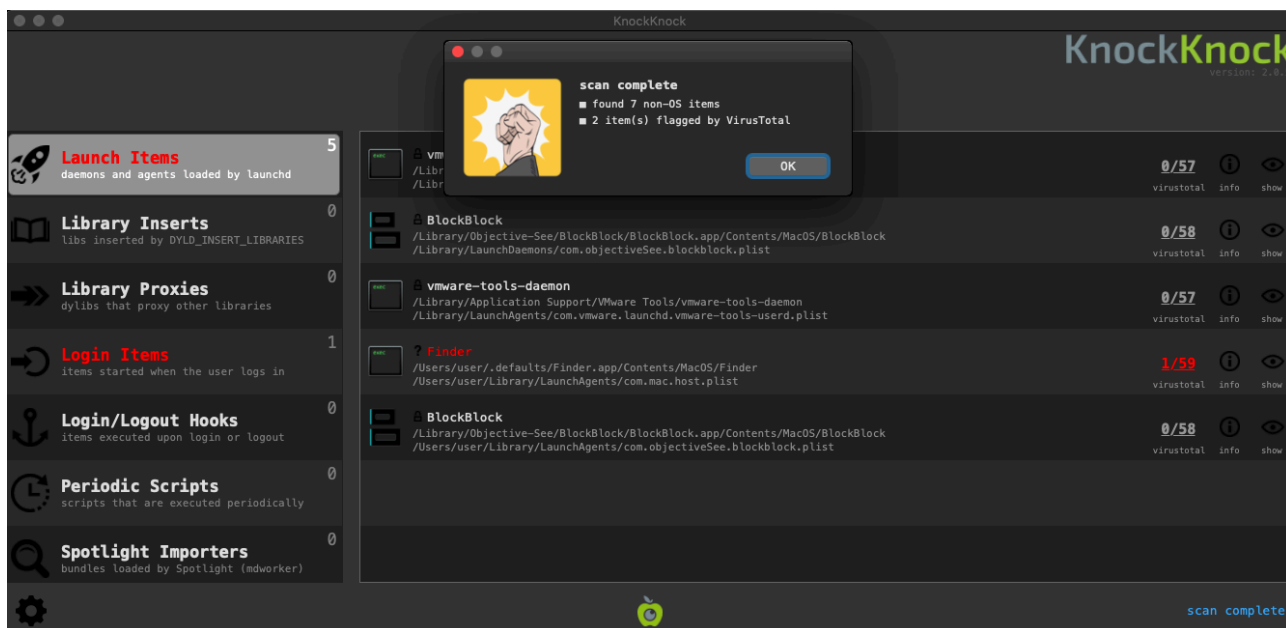 KnockKnock
KnockKnock
version: 2.0.
scan complete
■ found 7 non-OS items
■ 2 item(s) flagged by VirusTotal
OK
Launch Items
5
daemons and agents loaded by launchd
Library Inserts
0
libs inserted by DYLD_INSERT_LIBRARIES
Library Proxies
0
dylibs that proxy other libraries
Login Items
1
items started when the user logs in
Login/Logout Hooks
0
items executed upon login or logout
Periodic Scripts
0
scripts that are executed periodically
Spotlight Importers
0
bundles loaded by Spotlight (mdworker)
exec
vm
/Libr
/Libr
0/57
virustotal info show
BlockBlock
/Library/Objective-See/BlockBlock/BlockBlock.app/Contents/MacOS/BlockBlock
/Library/LaunchDaemons/com.objectiveSee.blockblock.plist
0/58
virustotal info show
exec
vmware-tools-daemon
/Library/Application Support/VMware Tools/vmware-tools-daemon
/Library/LaunchAgents/com.vmware.launchd.vmware-tools-userd.plist
0/57
virustotal info show
exec
? Finder
/Users/user/.defaults/Finder.app/Contents/MacOS/Finder
/Users/user/Library/LaunchAgents/com.mac.host.plist
1/59
virustotal info show
BlockBlock
/Library/Objective-See/BlockBlock/BlockBlock.app/Contents/MacOS/BlockBlock
/Users/user/Library/LaunchAgents/com.objectiveSee.blockblock.plist
0/58
virustotal info show
scan complete